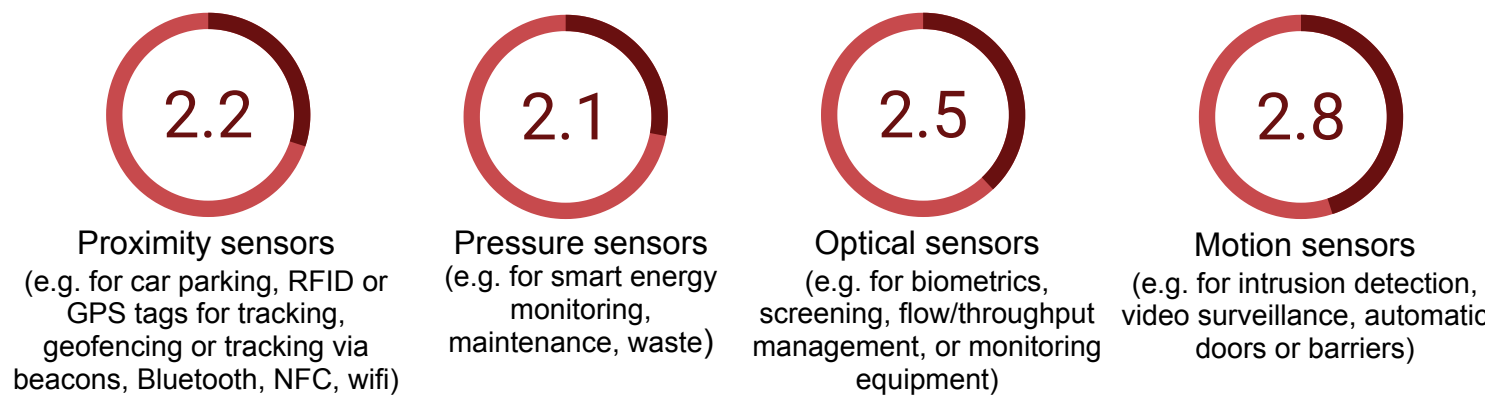 2.2
Proximity sensors
(e.g. for car parking, RFID or
GPS tags for tracking,
geofencing or tracking via
beacons, Bluetooth, NFC, wifi)
2.1
Pressure sensors
(e.g. for smart energy
monitoring,
maintenance, waste)
2.5
Optical sensors
(e.g. for biometrics,
screening, flow/throughput
management, or monitoring
equipment)
2.8
Motion sensors
(e.g. for intrusion detection,
video surveillance, automatic
doors or barriers)